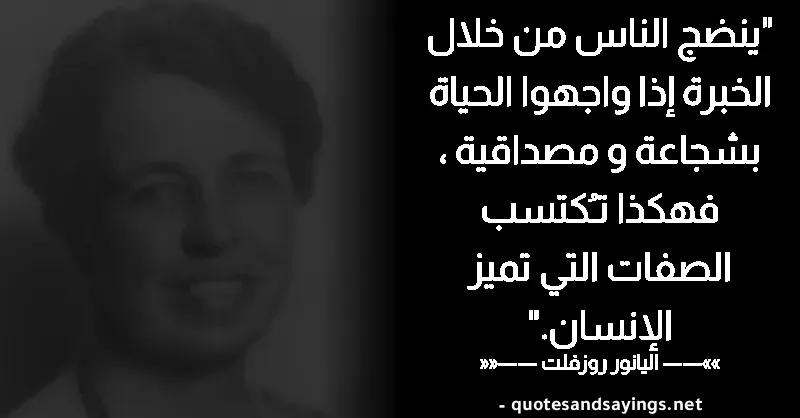 "ينضج الناس من خلال
الخبرة إذا واجهوا الحياة
بشجاعة و مصداقية ،
فهكذا تُكتسب
الصفات التي تميز
الإنسان."
»»——— اليانور روزفلت ———««
- quotesandsayings.net